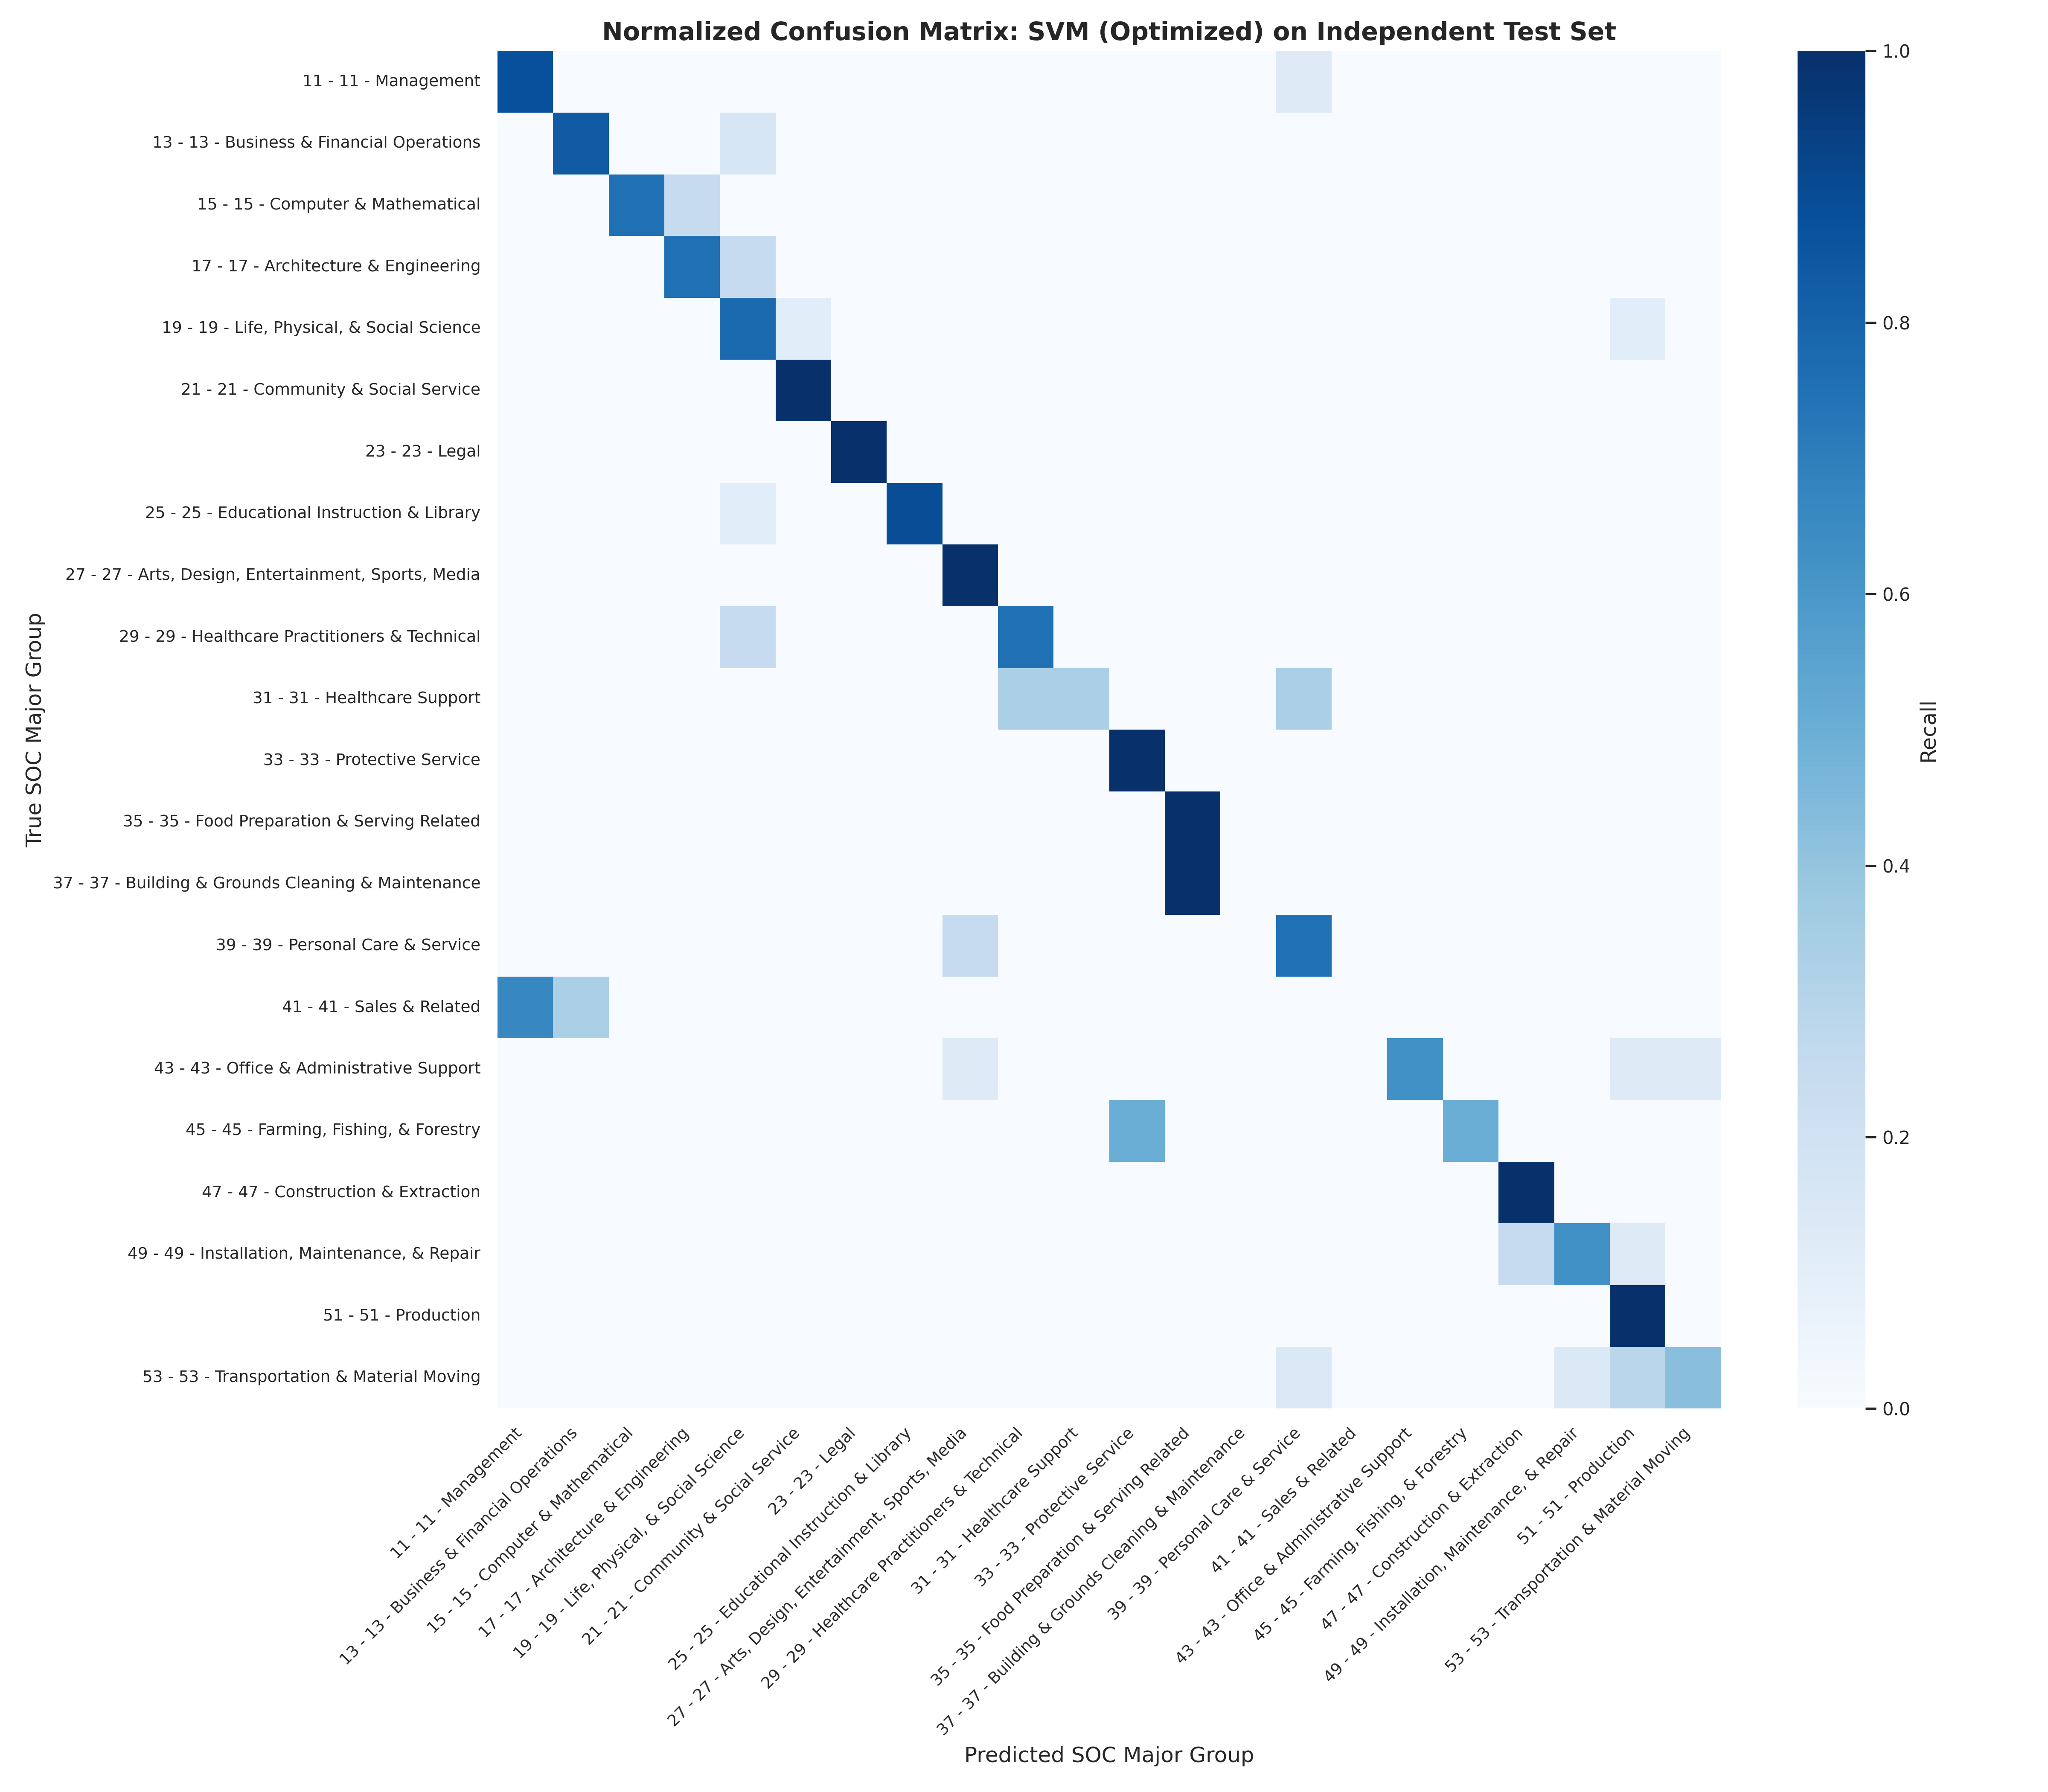 Normalized Confusion Matrix: SVM (Optimized) on Independent Test Set
True SOC Major Group
11 - 11 - Management
13 - 13 - Business & Financial Operations
15 - 15 - Computer & Mathematical
17 - 17 - Architecture & Engineering
19 - 19 - Life, Physical, & Social Science
21 - 21 - Community & Social Service
23 - 23 - Legal
25 - 25 - Educational Instruction & Library
27 - 27 - Arts, Design, Entertainment, Sports, Media
29 - 29 - Healthcare Practitioners & Technical
31 - 31 - Healthcare Support
33 - 33 - Protective Service
35 - 35 - Food Preparation & Serving Related
37 - 37 - Building & Grounds Cleaning & Maintenance
39 - 39 - Personal Care & Service
41 - 41 - Sales & Related
43 - 43 - Office & Administrative Support
45 - 45 - Farming, Fishing, & Forestry
47 - 47 - Construction & Extraction
49 - 49 - Installation, Maintenance, & Repair
51 - 51 - Production
53 - 53 - Transportation & Material Moving
11 - 11 - Management
13 - 13 - Business & Financial Operations
15 - 15 - Computer & Mathematical
17 - 17 - Architecture & Engineering
19 - 19 - Life, Physical, & Social Science
21 - 21 - Community & Social Service
23 - 23 - Legal
25 - 25 - Educational Instruction & Library
27 - 27 - Arts, Design, Entertainment, Sports, Media
29 - 29 - Healthcare Practitioners & Technical
31 - 31 - Healthcare Support
33 - 33 - Protective Service
35 - 35 - Food Preparation & Serving Related
37 - 37 - Building & Grounds Cleaning & Maintenance
39 - 39 - Personal Care & Service
41 - 41 - Sales & Related
43 - 43 - Office & Administrative Support
45 - 45 - Farming, Fishing, & Forestry
47 - 47 - Construction & Extraction
49 - 49 - Installation, Maintenance, & Repair
51 - 51 - Production
53 - 53 - Transportation & Material Moving
Predicted SOC Major Group
1.0
0.8
0.6
0.4
0.2
0.0
Recall